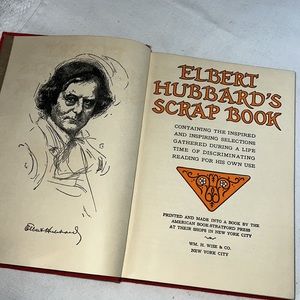 Elbert Hubbard
ELBERT
HUBBARD'S
SCRAP BOOK
CONTAINING THE INSPIRED
AND INSPIRING SELECTIONS
GATHERED DURING A LIFE
TIME OF DISCRIMINATING
READING FOR HIS OWN USE
PRINTED AND MADE INTO A BOOK BY THE
AMERICAN BOOK-STRATFORD PRESS
AT THEIR SHOPS IN NEW YORK CITY
WM. H. WISE & CO.
NEW YORK CITY